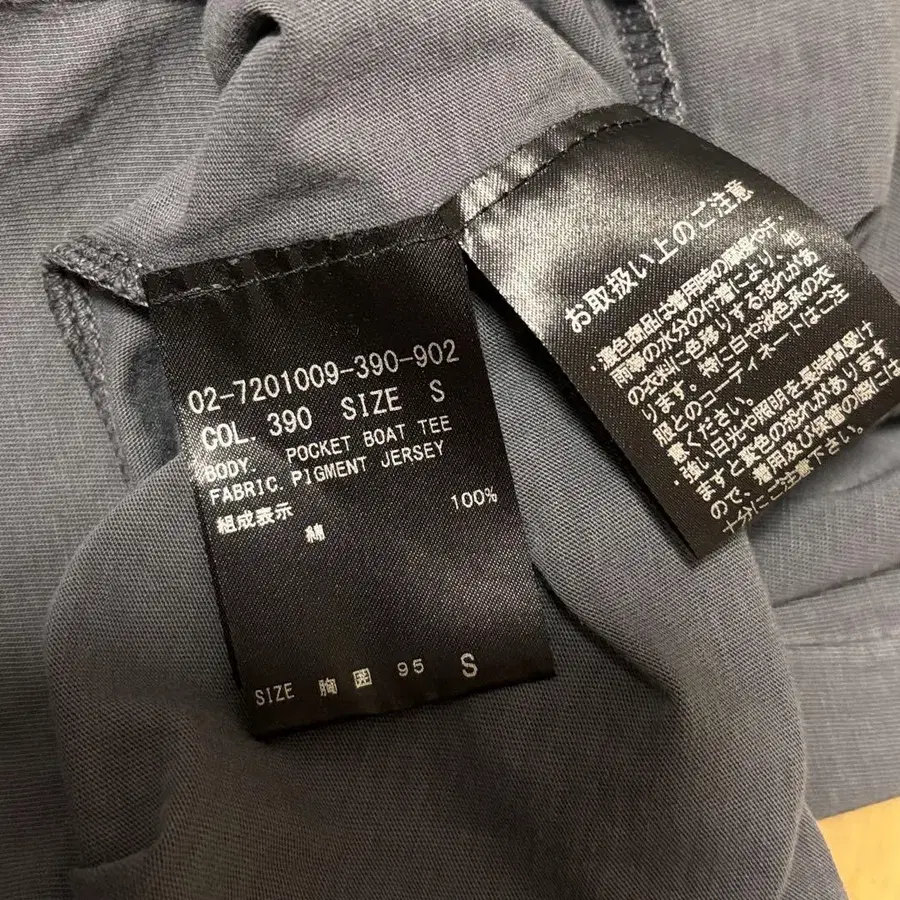 02-7201009-390-902
COL. 390 SIZE S
BODY. POCKET BOAT TEE
FABRIC. PIGMENT JERSEY
組成表示
綿 100%
SIZE 胸囲 95 S
お取扱い上のご注意
・濃色商品は着用時の摩擦や汗、
雨等の水分の付着により、他
の衣料に色移りする恐れがあ
ります。特に白や淡色系の衣
服とのコーディネートはご注
意ください。
・強い日光や照明を長時間受け
ますと変色の恐れがあります
ので、着用及び保管の際には
十分にご注意下さい。